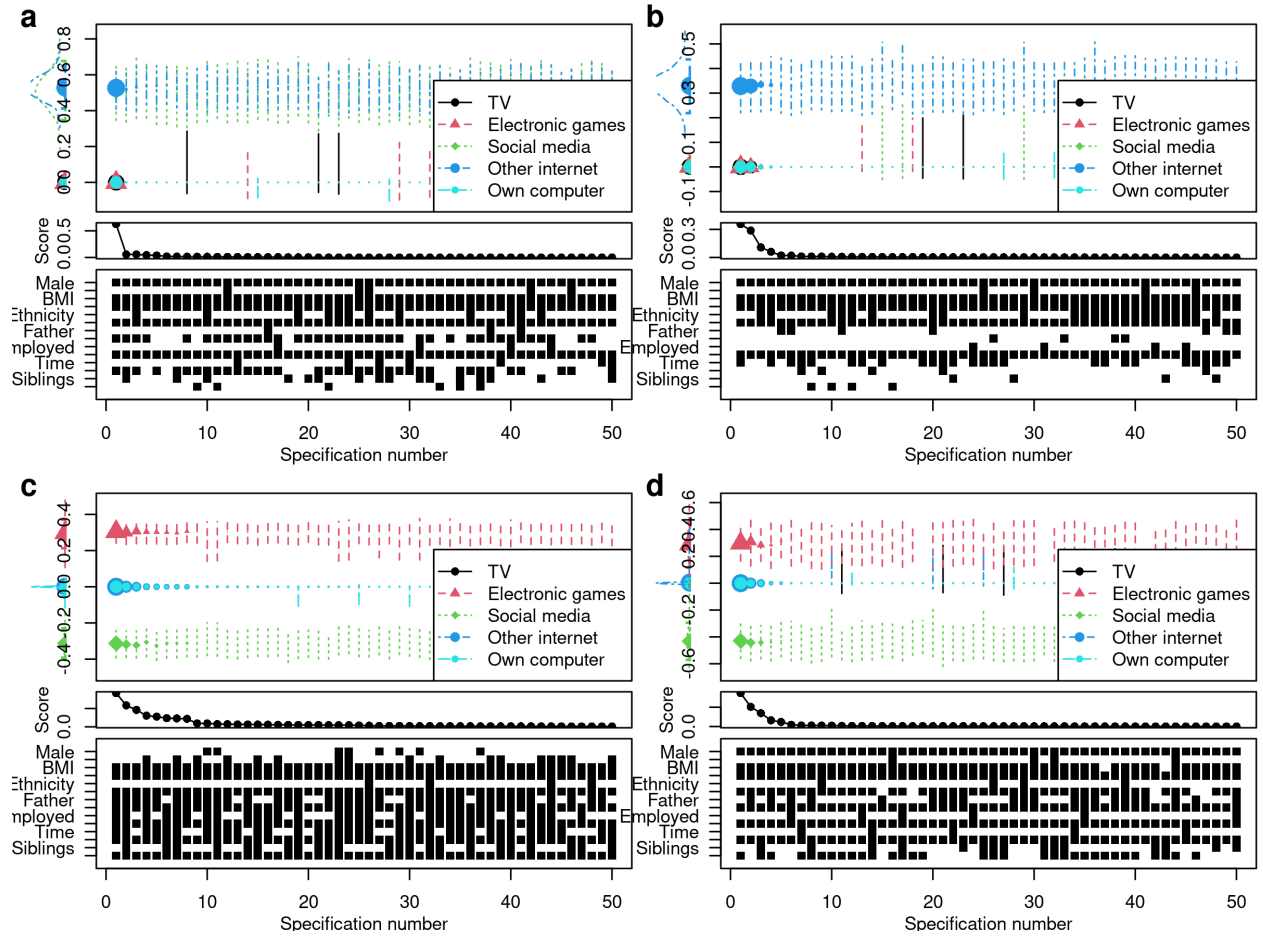 a
0.0 0.2 0.4 0.6 0.8
TV
Electronic games
Social media
Other internet
Own computer
Score
0.0 0.5
Male
BMI
Ethnicity
Father
mployed
Time
Siblings
0 10 20 30 40 50
Specification number
b
-0.1 0.1 0.3 0.5
TV
Electronic games
Social media
Other internet
Own computer
Score
0.0 0.3
Male
BMI
Ethnicity
Father
Employed
Time
Siblings
0 10 20 30 40 50
Specification number
c
-0.4 -0.2 0.0 0.2 0.4
TV
Electronic games
Social media
Other internet
Own computer
Score
0.0
Male
BMI
Ethnicity
Father
mployed
Time
Siblings
0 10 20 30 40 50
Specification number
d
-0.6 -0.2 0.2 0.4 0.6
TV
Electronic games
Social media
Other internet
Own computer
Score
0.0
Male
BMI
Ethnicity
Father
Employed
Time
Siblings
0 10 20 30 40 50
Specification number